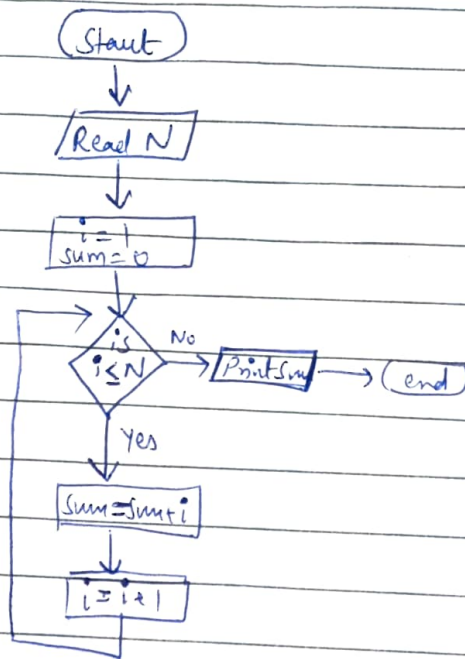 Start
Read N
i = 1
sum = 0
is
i ≤ N
No
Print Sum
end
Yes
Sum = Sum + i
i = i + 1